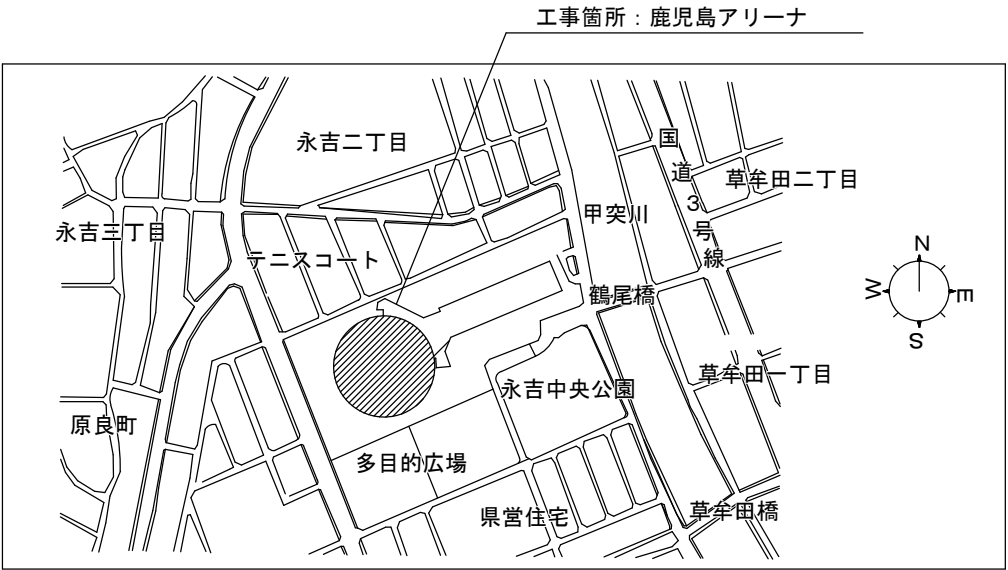 工事箇所：鹿児島アリーナ
永吉二丁目
国道3号線
草牟田二丁目
甲突川
永吉三丁目
テニスコート
鶴尾橋
N
W
E
S
草牟田一丁目
永吉中央公園
原良町
多目的広場
県営住宅
草牟田橋